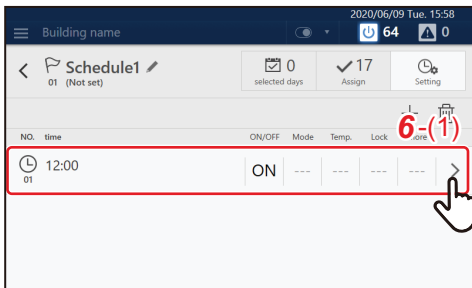 2020/06/09 Tue. 15:58
Building name 64 0
Schedule1 0 17
01 (Not set) selected days Assign Setting
6-(1)
NO. time ON/OFF Mode Temp. Lock
12:00 ON --- --- --- ---
01